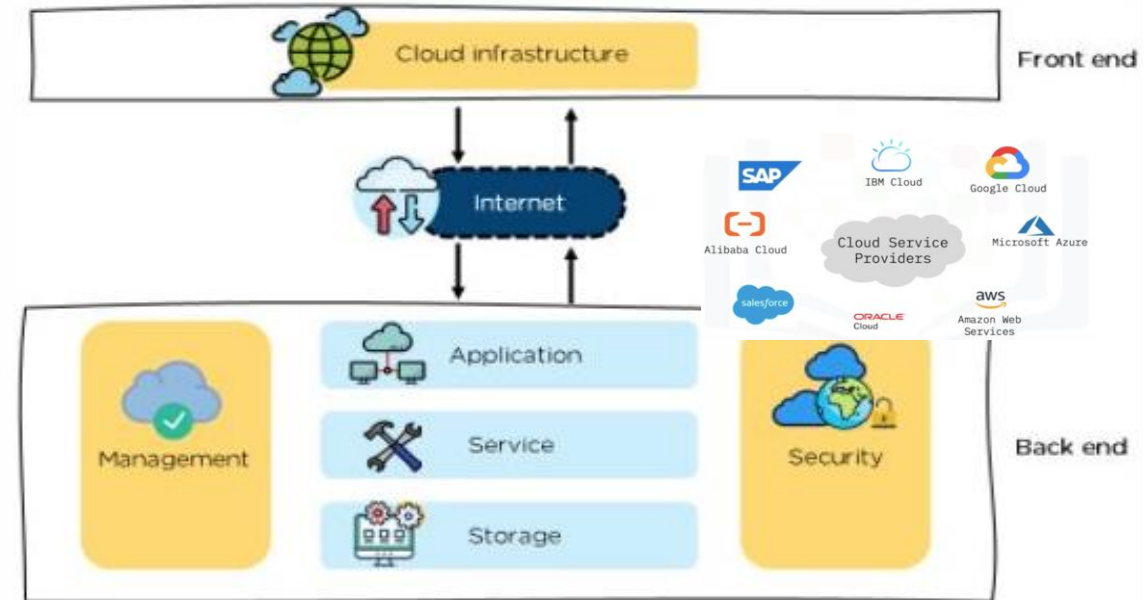 Cloud infrastructure
Front end
Internet
SAP
IBM Cloud
Google Cloud
Alibaba Cloud
Cloud Service
Providers
Microsoft Azure
salesforce
ORACLE
Cloud
aws
Amazon Web
Services
Management
Application
Service
Storage
Security
Back end